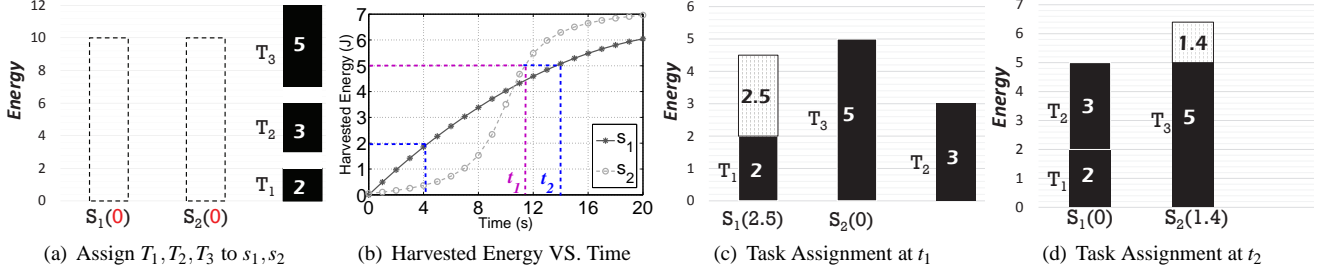 Energy
12
10
8
6
4
2
0
T3
5
T2
3
T1
2
S1(0)
S2(0)
(a) Assign T1,T2,T3 to s1,s2
Harvested Energy (J)
7
6
5
4
3
2
1
0
s1
s2
t1
t2
0
4
8
12
16
20
Time (s)
(b) Harvested Energy VS. Time
Energy
6
5
4
3
2
1
0
2.5
T1
2
T3
5
T2
3
S1(2.5)
S2(0)
(c) Task Assignment at t1
Energy
7
6
5
4
3
2
1
0
T2
3
T1
2
1.4
T3
5
S1(0)
S2(1.4)
(d) Task Assignment at t2